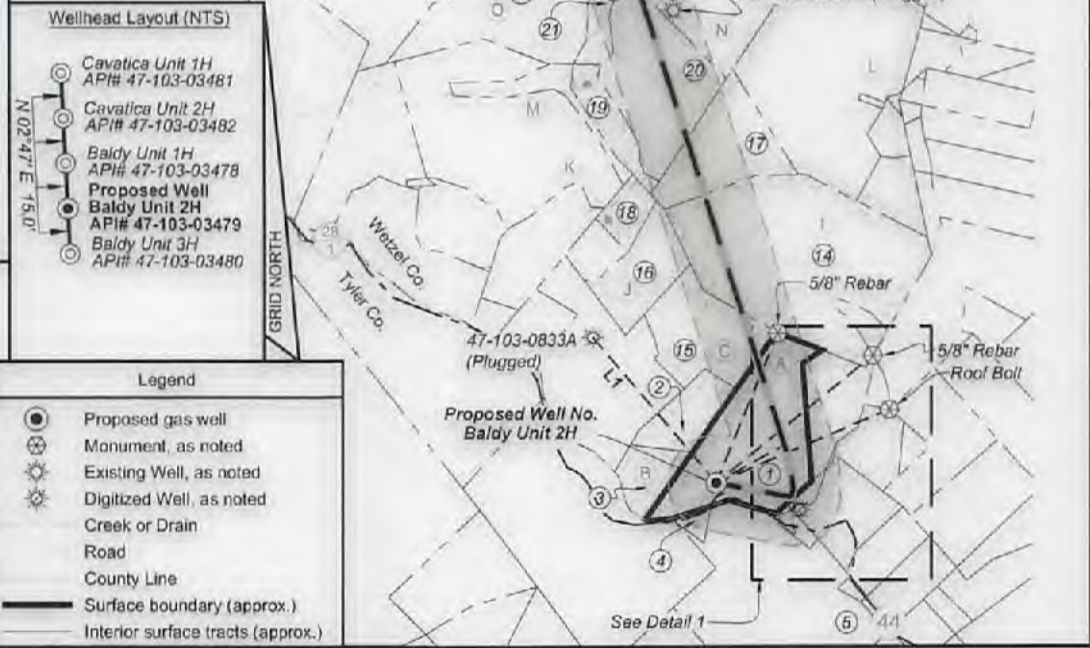 Wellhead Layout (NTS)
Cavatica Unit 1H
API# 47-103-03481
Cavatica Unit 2H
API# 47-103-03482
Baldy Unit 1H
API# 47-103-03478
Proposed Well
Baldy Unit 2H
API# 47-103-03479
Baldy Unit 3H
API# 47-103-03480
N 02°47' E 15.0'
GRID NORTH
Legend
Proposed gas well
Monument, as noted
Existing Well, as noted
Digitized Well, as noted
Creek or Drain
Road
County Line
Surface boundary (approx.)
Interior surface tracts (approx.)
O
21
N
20
L
M
19
17
K
18
28
1
Wetzel Co.
Tyler Co.
I
14
16
J
5/8" Rebar
47-103-0833A
(Plugged)
L1
15
C
A
5/8" Rebar
Roof Bolt
2
Proposed Well No.
Baldy Unit 2H
B
1
3
4
See Detail 1
5
44